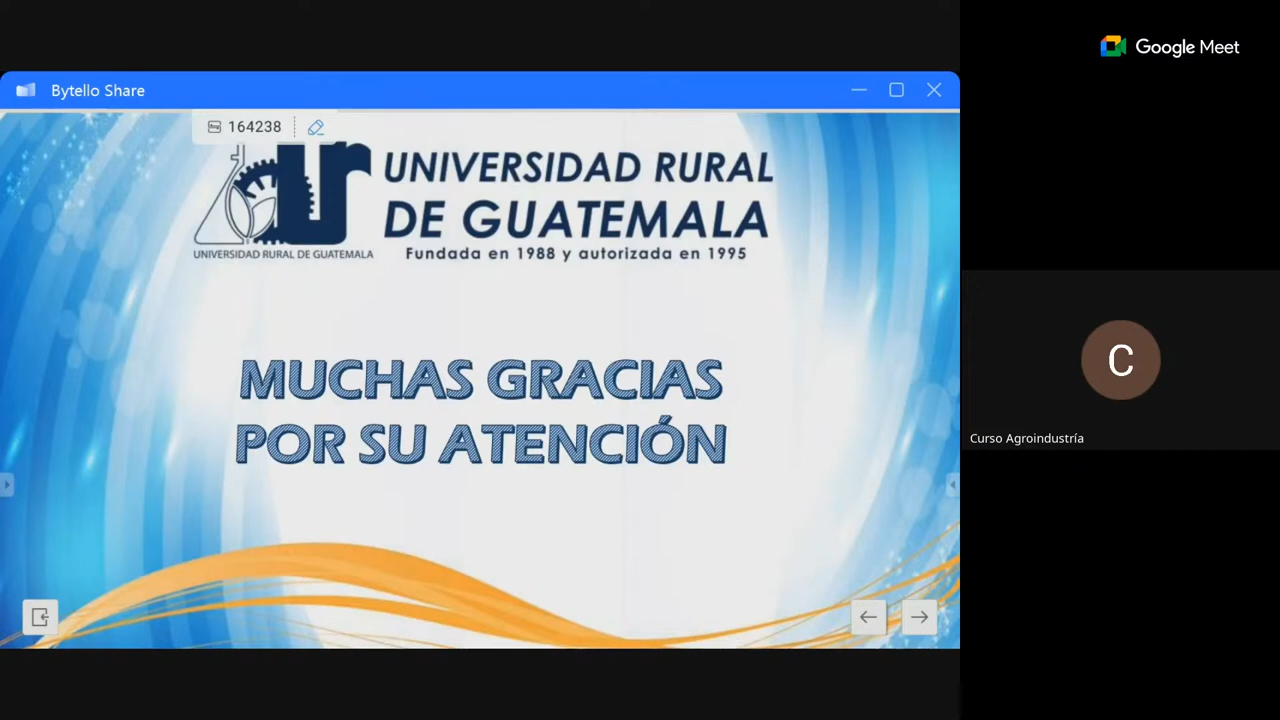 Google Meet
Bytello Share
164238
UNIVERSIDAD RURAL
DE GUATEMALA
Fundada en 1988 y autorizada en 1995
UNIVERSIDAD RURAL DE GUATEMALA
MUCHAS GRACIAS
POR SU ATENCIÓN
C
Curso Agroindustría